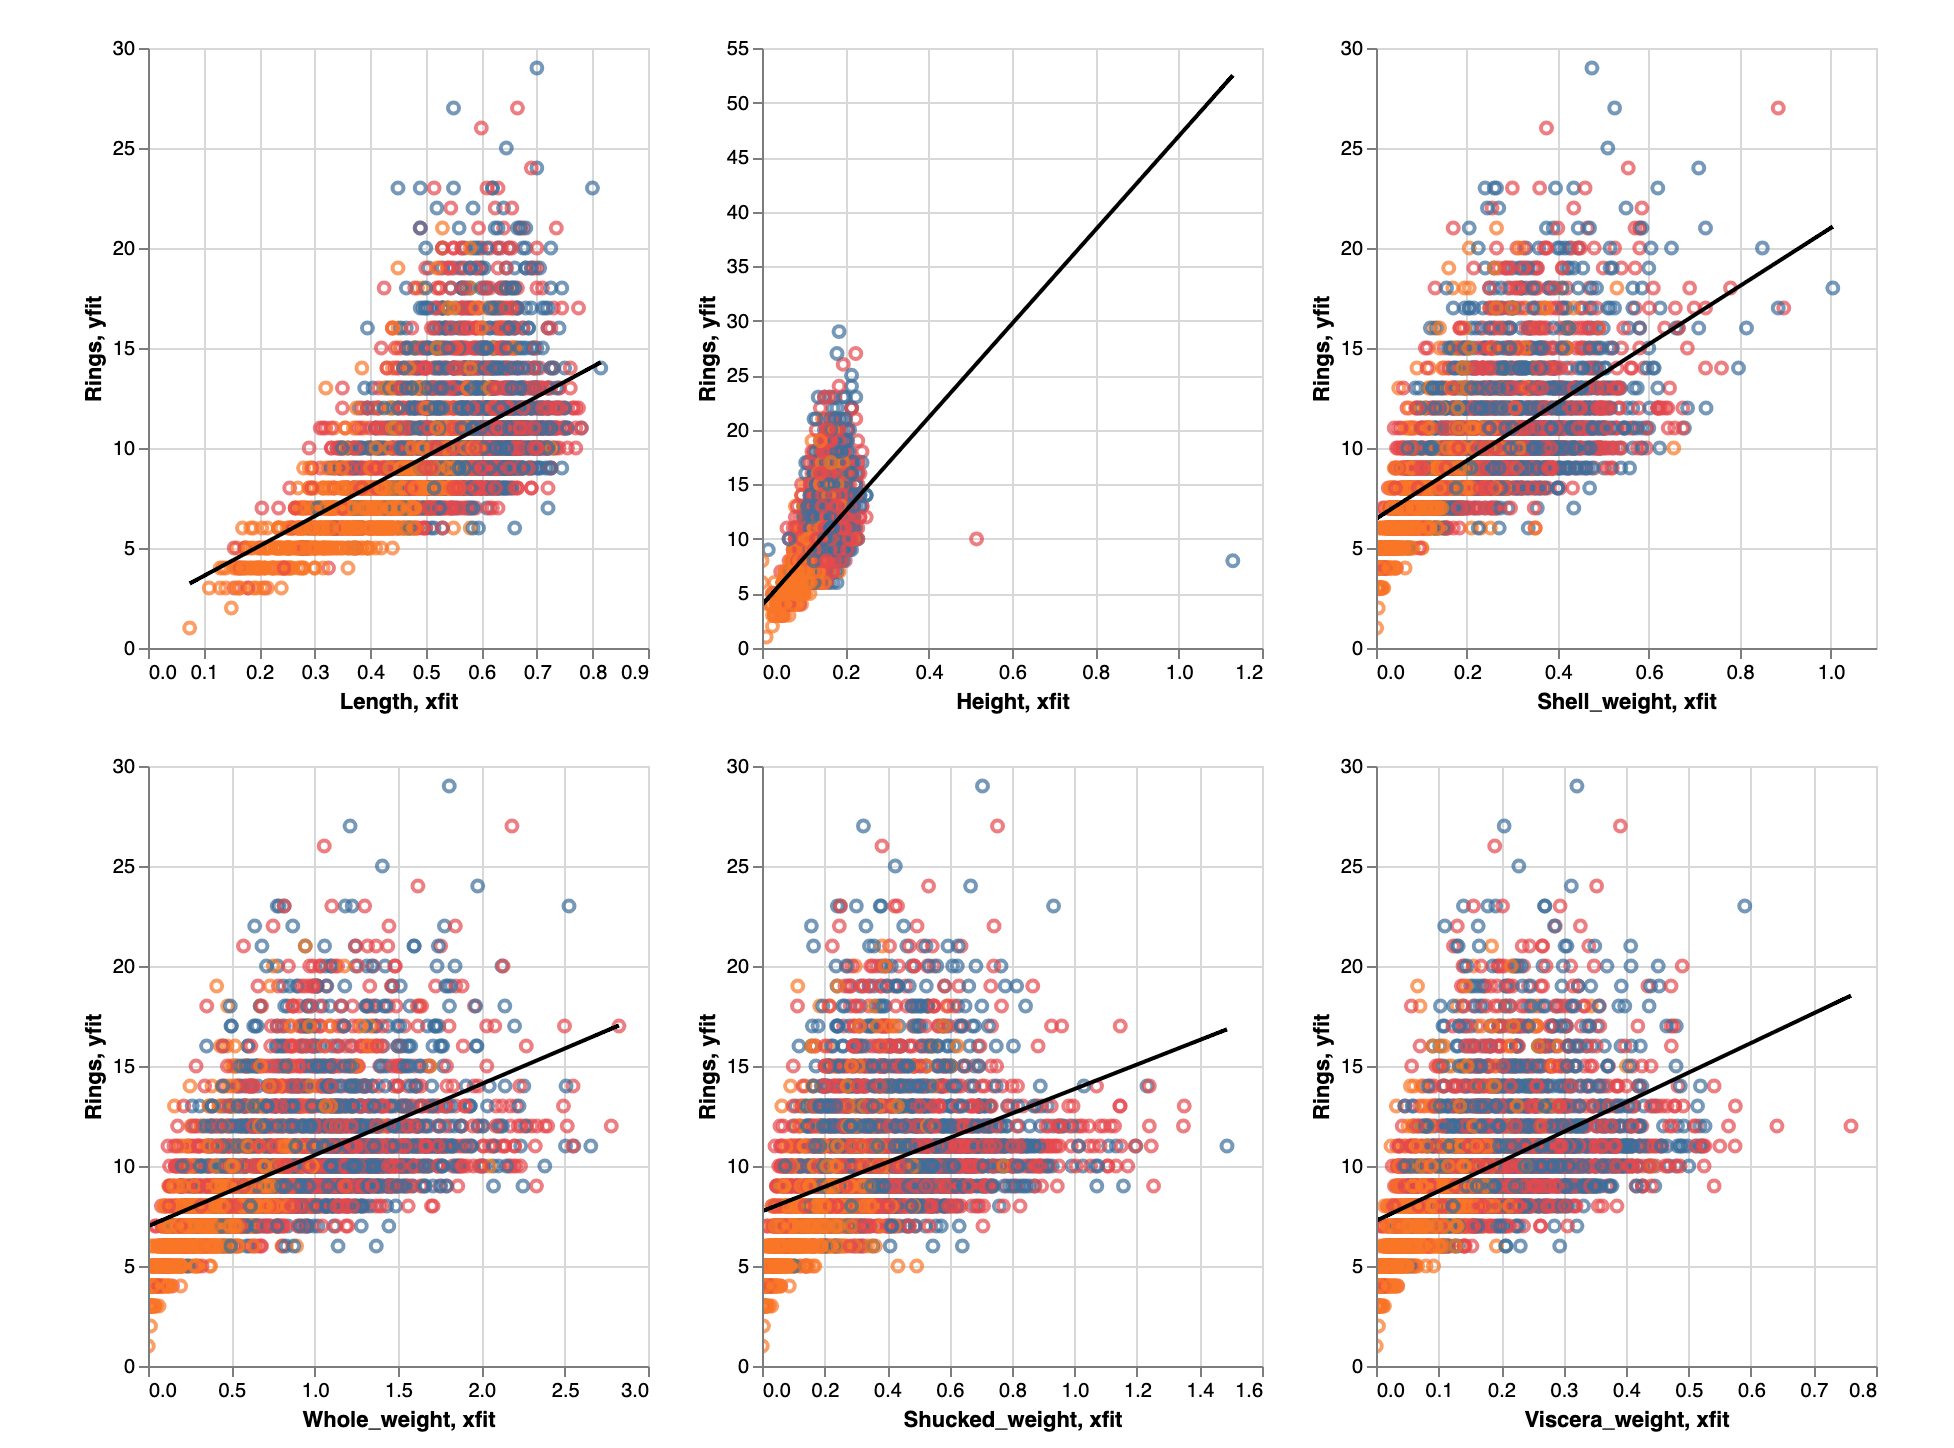 30
25
20
15
10
5
0
Rings, yfit
0.0 0.1 0.2 0.3 0.4 0.5 0.6 0.7 0.8 0.9
Length, xfit
55
50
45
40
35
30
25
20
15
10
5
0
Rings, yfit
0.0 0.2 0.4 0.6 0.8 1.0 1.2
Height, xfit
30
25
20
15
10
5
0
Rings, yfit
0.0 0.2 0.4 0.6 0.8 1.0
Shell_weight, xfit
30
25
20
15
10
5
0
Rings, yfit
0.0 0.5 1.0 1.5 2.0 2.5 3.0
Whole_weight, xfit
30
25
20
15
10
5
0
Rings, yfit
0.0 0.2 0.4 0.6 0.8 1.0 1.2 1.4 1.6
Shucked_weight, xfit
30
25
20
15
10
5
0
Rings, yfit
0.0 0.1 0.2 0.3 0.4 0.5 0.6 0.7 0.8
Viscera_weight, xfit